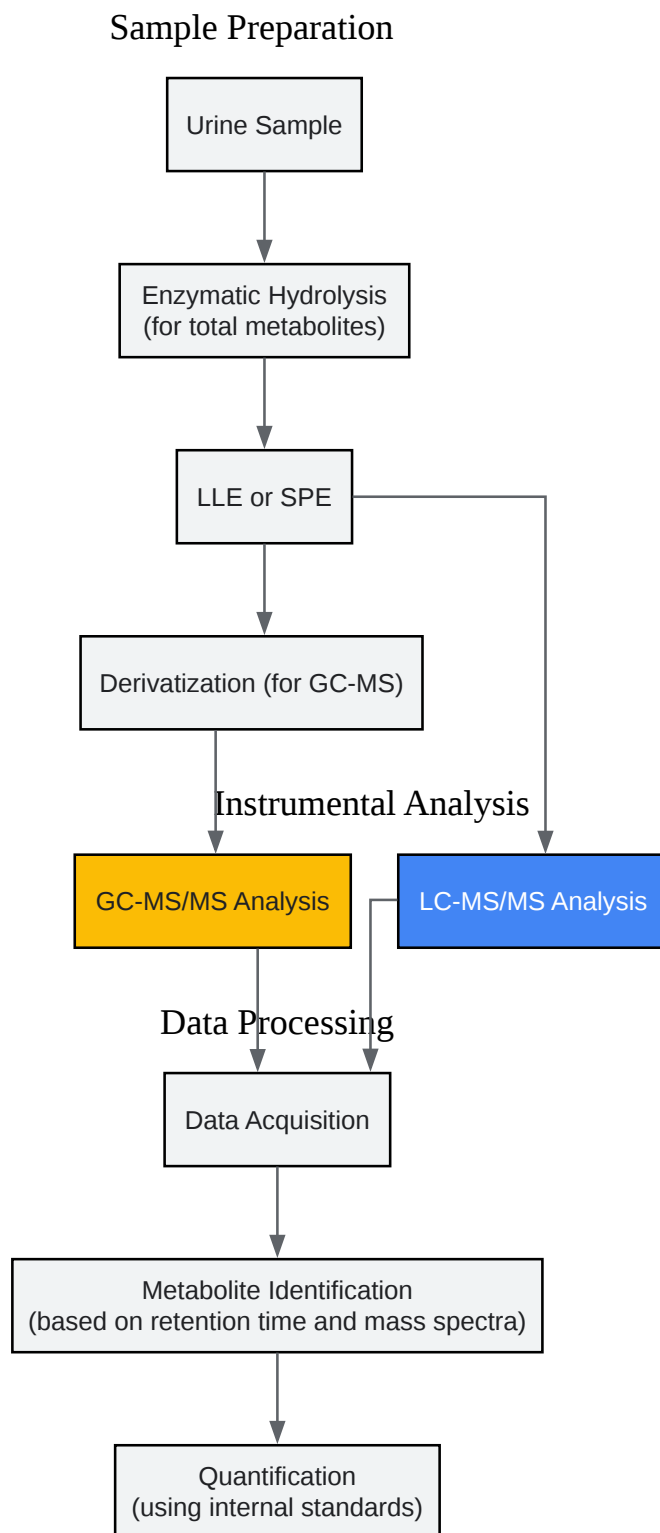 Sample Preparation
Urine Sample
Enzymatic Hydrolysis
(for total metabolites)
LLE or SPE
Derivatization (for GC-MS)
Instrumental Analysis
GC-MS/MS Analysis
LC-MS/MS Analysis
Data Processing
Data Acquisition
Metabolite Identification
(based on retention time and mass spectra)
Quantification
(using internal standards)